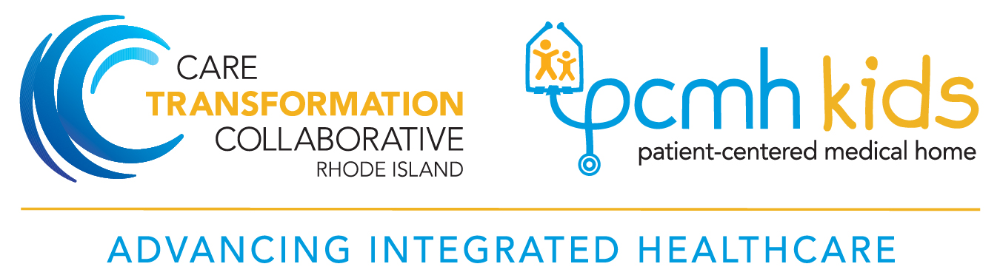 CARE
TRANSFORMATION
COLLABORATIVE
RHODE ISLAND
pcmh kids
patient-centered medical home
ADVANCING INTEGRATED HEALTHCARE